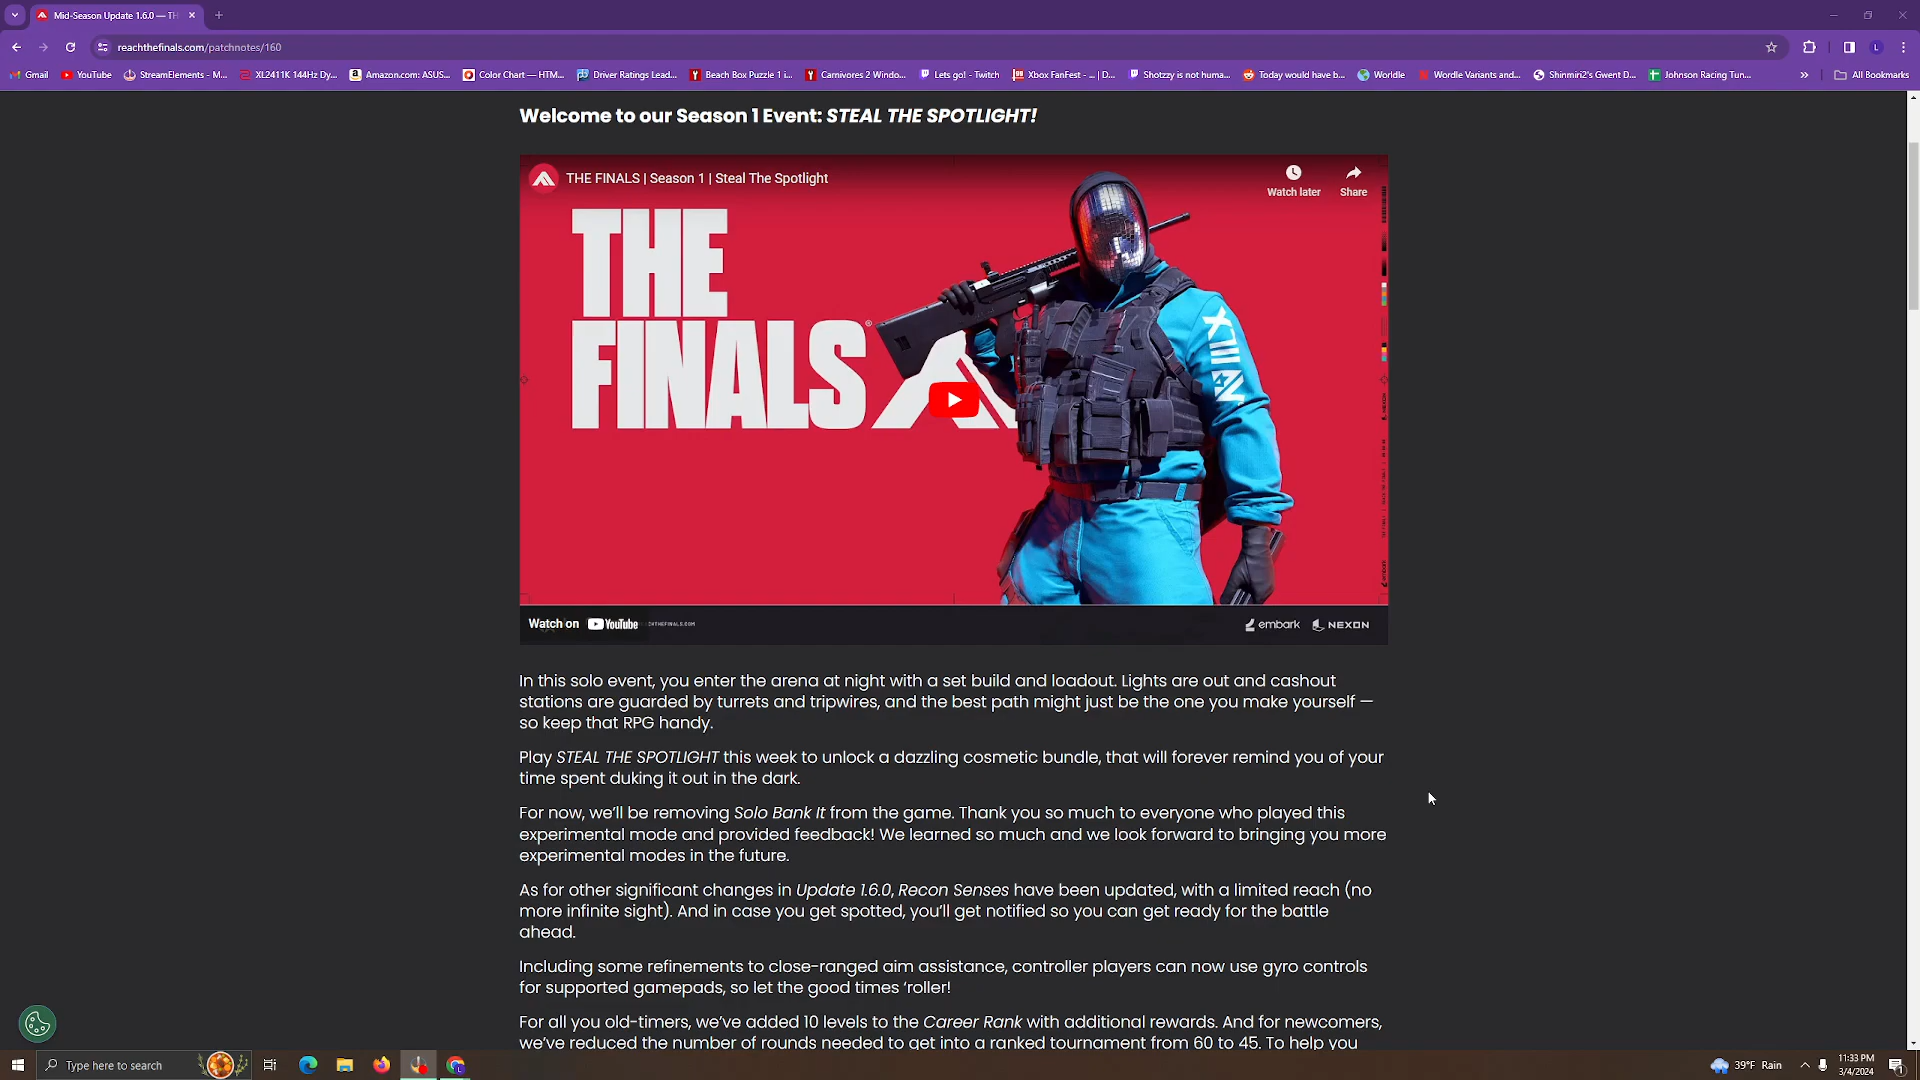 Mid-Season Update 1.6.0 — TH
reachthefinals.com/patchnotes/160
Gmail
YouTube
StreamElements - M...
XL2411K 144Hz Dy...
Amazon.com: ASUS...
Color Chart — HTM...
Driver Ratings Lead...
Beach Box Puzzle 1 i...
Carnivores 2 Windo...
Lets go! - Twitch
Xbox FanFest - ... | D...
Shotzzy is not huma...
Today would have b...
Worldle
Wordle Variants and...
Shinmiri2's Gwent D...
Johnson Racing Tun...
»
All Bookmarks
Welcome to our Season 1 Event: STEAL THE SPOTLIGHT!
THE FINALS | Season 1 | Steal The Spotlight
Watch later
Share
THE
FINALS
Watch on YouTube
embark
NEXON
In this solo event, you enter the arena at night with a set build and loadout. Lights are out and cashout
stations are guarded by turrets and tripwires, and the best path might just be the one you make yourself —
so keep that RPG handy.
Play STEAL THE SPOTLIGHT this week to unlock a dazzling cosmetic bundle, that will forever remind you of your
time spent duking it out in the dark.
For now, we'll be removing Solo Bank It from the game. Thank you so much to everyone who played this
experimental mode and provided feedback! We learned so much and we look forward to bringing you more
experimental modes in the future.
As for other significant changes in Update 1.6.0, Recon Senses have been updated, with a limited reach (no
more infinite sight). And in case you get spotted, you'll get notified so you can get ready for the battle
ahead.
Including some refinements to close-ranged aim assistance, controller players can now use gyro controls
for supported gamepads, so let the good times 'roller!
For all you old-timers, we've added 10 levels to the Career Rank with additional rewards. And for newcomers,
we've reduced the number of rounds needed to get into a ranked tournament from 60 to 45. To help you
Type here to search
39°F Rain
11:33 PM
3/4/2024